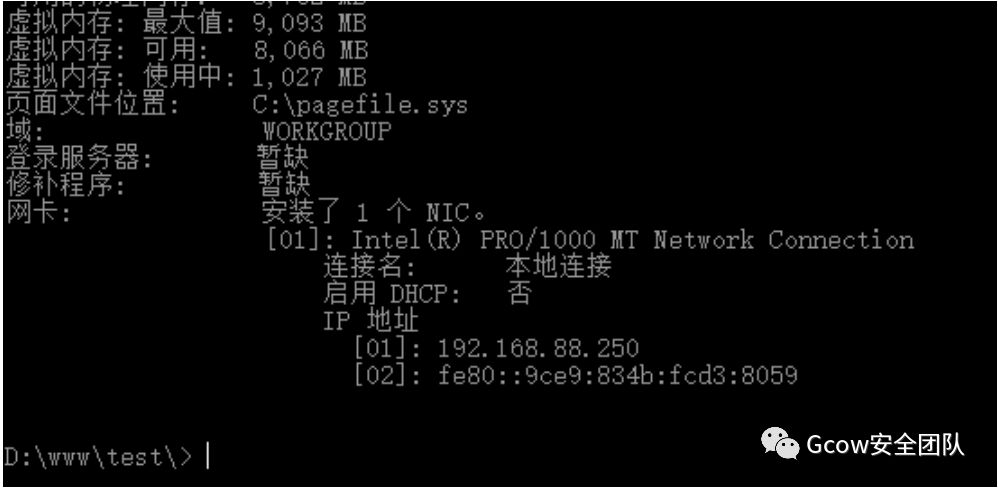 虚拟内存: 最大值: 9,093 MB
虚拟内存: 可用: 8,066 MB
虚拟内存: 使用中: 1,027 MB
页面文件位置: C:\pagefile.sys
域: WORKGROUP
登录服务器: 暂缺
修补程序: 暂缺
网卡: 安装了 1 个 NIC。
[01]: Intel(R) PRO/1000 MT Network Connection
连接名: 本地连接
启用 DHCP: 否
IP 地址
[01]: 192.168.88.250
[02]: fe80::9ce9:834b:fcd3:8059
D:\www\test\>
Gcow安全团队